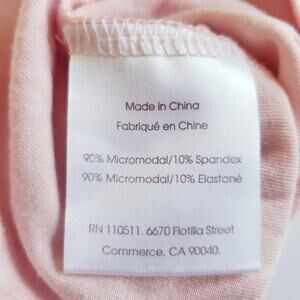 Made in China
Fabriqué en Chine
90% Micromodal/10% Spandex
90% Micromodal/10% Elastoné
RN 110511. 6670 Flotilla Street
Commerce, CA 90040.